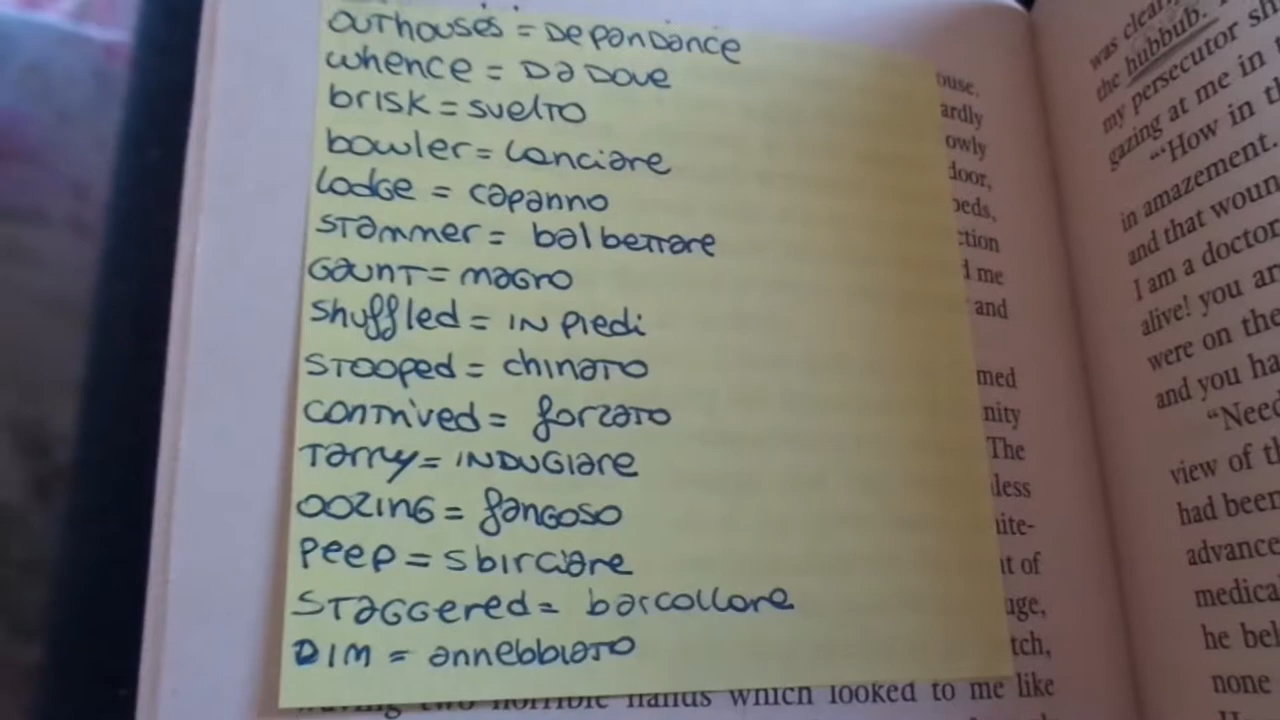 outhouses = Dependance
whence = Da Dove
brisk = svelto
bowler = lanciare
lodge = capanno
stammer = balbettare
Gaunt = magro
shuffled = IN piedi
stooped = chinato
contrived = forzato
Tarry = INDUGIare
oozing = fangoso
peep = sbirciare
staggered = barcollare
DIM = annebbiato
ouse,
ardly
owly
door,
beds,
ction
d me
and
med
nity
The
less
ite-
t of
uge,
tch,
two horrible hands which looked to me like
was clear
the hubbub.
my persecutor sh
gazing at me in
"'How in th
in amazement.
and that woun
I am a doctor
alive! you ar
were on the
and you ha
"Need
view of th
had been
advance
medica
he bel
none